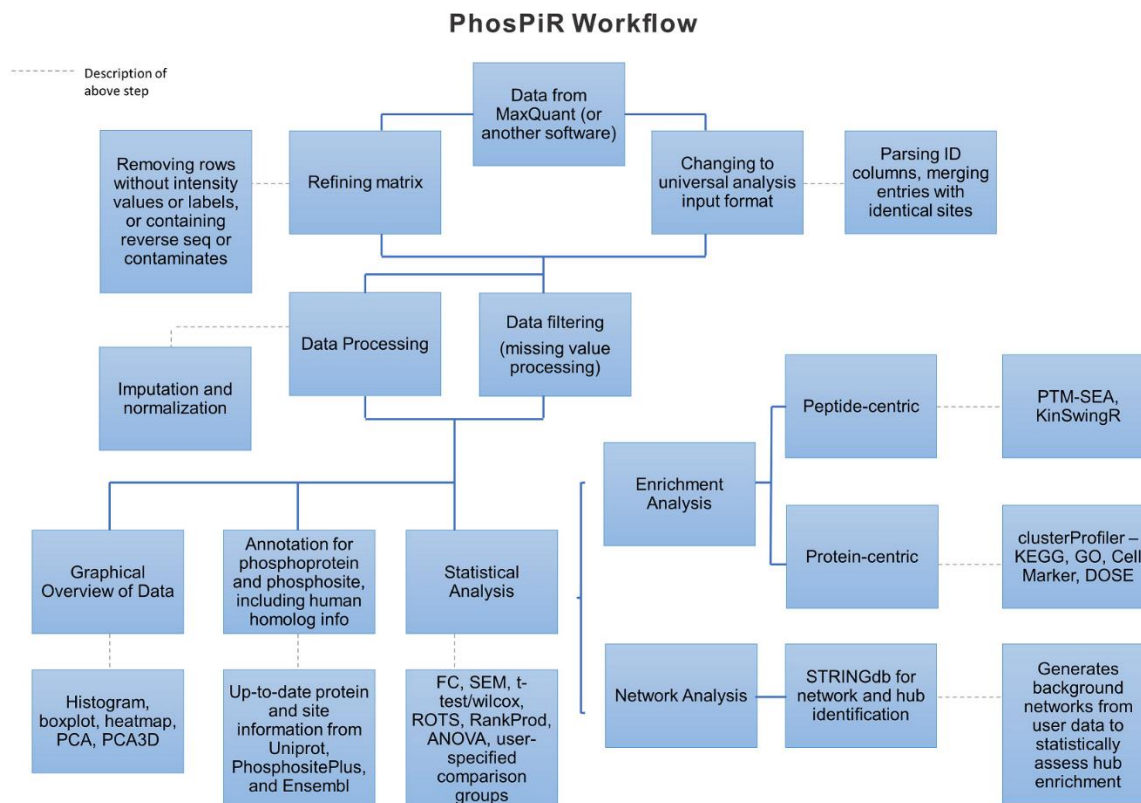 PhosPiR Workflow
Description of
above step
Data from
MaxQuant (or
another software)
Removing rows
without intensity
values or labels,
or containing
reverse seq or
contaminates
Refining matrix
Changing to
universal analysis
input format
Parsing ID
columns, merging
entries with
identical sites
Data Processing
Data filtering
(missing value
processing)
Imputation and
normalization
Peptide-centric
PTM-SEA,
KinSwingR
Enrichment
Analysis
Protein-centric
clusterProfiler –
KEGG, GO, Cell
Marker, DOSE
Graphical
Overview of Data
Annotation for
phosphoprotein
and phosphosite,
including human
homolog info
Statistical
Analysis
Network Analysis
STRINGdb for
network and hub
identification
Generates
background
networks from
user data to
statistically
assess hub
enrichment
Histogram,
boxplot, heatmap,
PCA, PCA3D
Up-to-date protein
and site
information from
Uniprot,
PhosphositePlus,
and Ensembl
FC, SEM, t-
test/wilcox,
ROTS, RankProd,
ANOVA, user-
specified
comparison
groups